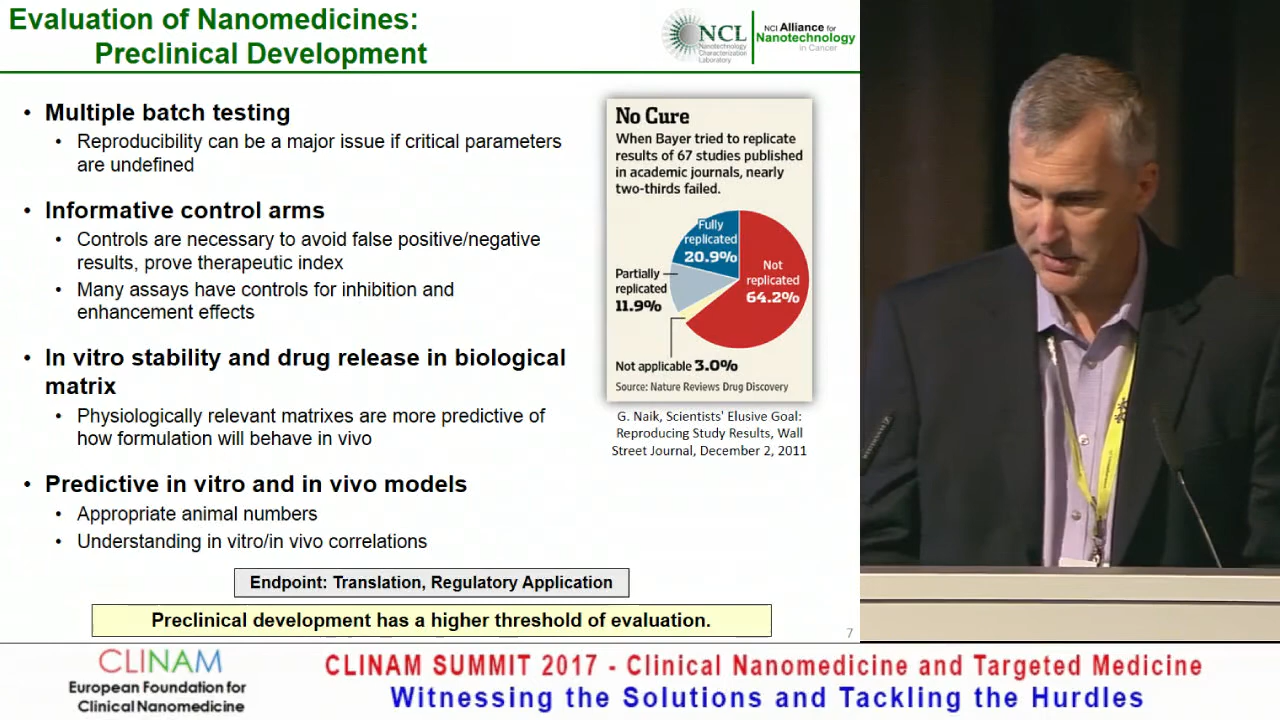 Evaluation of Nanomedicines:
Preclinical Development
NCL
Nanotechnology
Characterization
Laboratory
NCI Alliance for
Nanotechnology
in Cancer
• Multiple batch testing
• Reproducibility can be a major issue if critical parameters
are undefined
• Informative control arms
• Controls are necessary to avoid false positive/negative
results, prove therapeutic index
• Many assays have controls for inhibition and
enhancement effects
• In vitro stability and drug release in biological
matrix
• Physiologically relevant matrixes are more predictive of
how formulation will behave in vivo
• Predictive in vitro and in vivo models
• Appropriate animal numbers
• Understanding in vitro/in vivo correlations
No Cure
When Bayer tried to replicate
results of 67 studies published
in academic journals, nearly
two-thirds failed.
Fully
replicated
20.9%
Not
replicated
64.2%
Partially
replicated
11.9%
Not applicable 3.0%
Source: Nature Reviews Drug Discovery
G. Naik, Scientists' Elusive Goal:
Reproducing Study Results, Wall
Street Journal, December 2, 2011
Endpoint: Translation, Regulatory Application
Preclinical development has a higher threshold of evaluation.
7
CLINAM
European Foundation for
Clinical Nanomedicine
CLINAM SUMMIT 2017 - Clinical Nanomedicine and Targeted Medicine
Witnessing the Solutions and Tackling the Hurdles